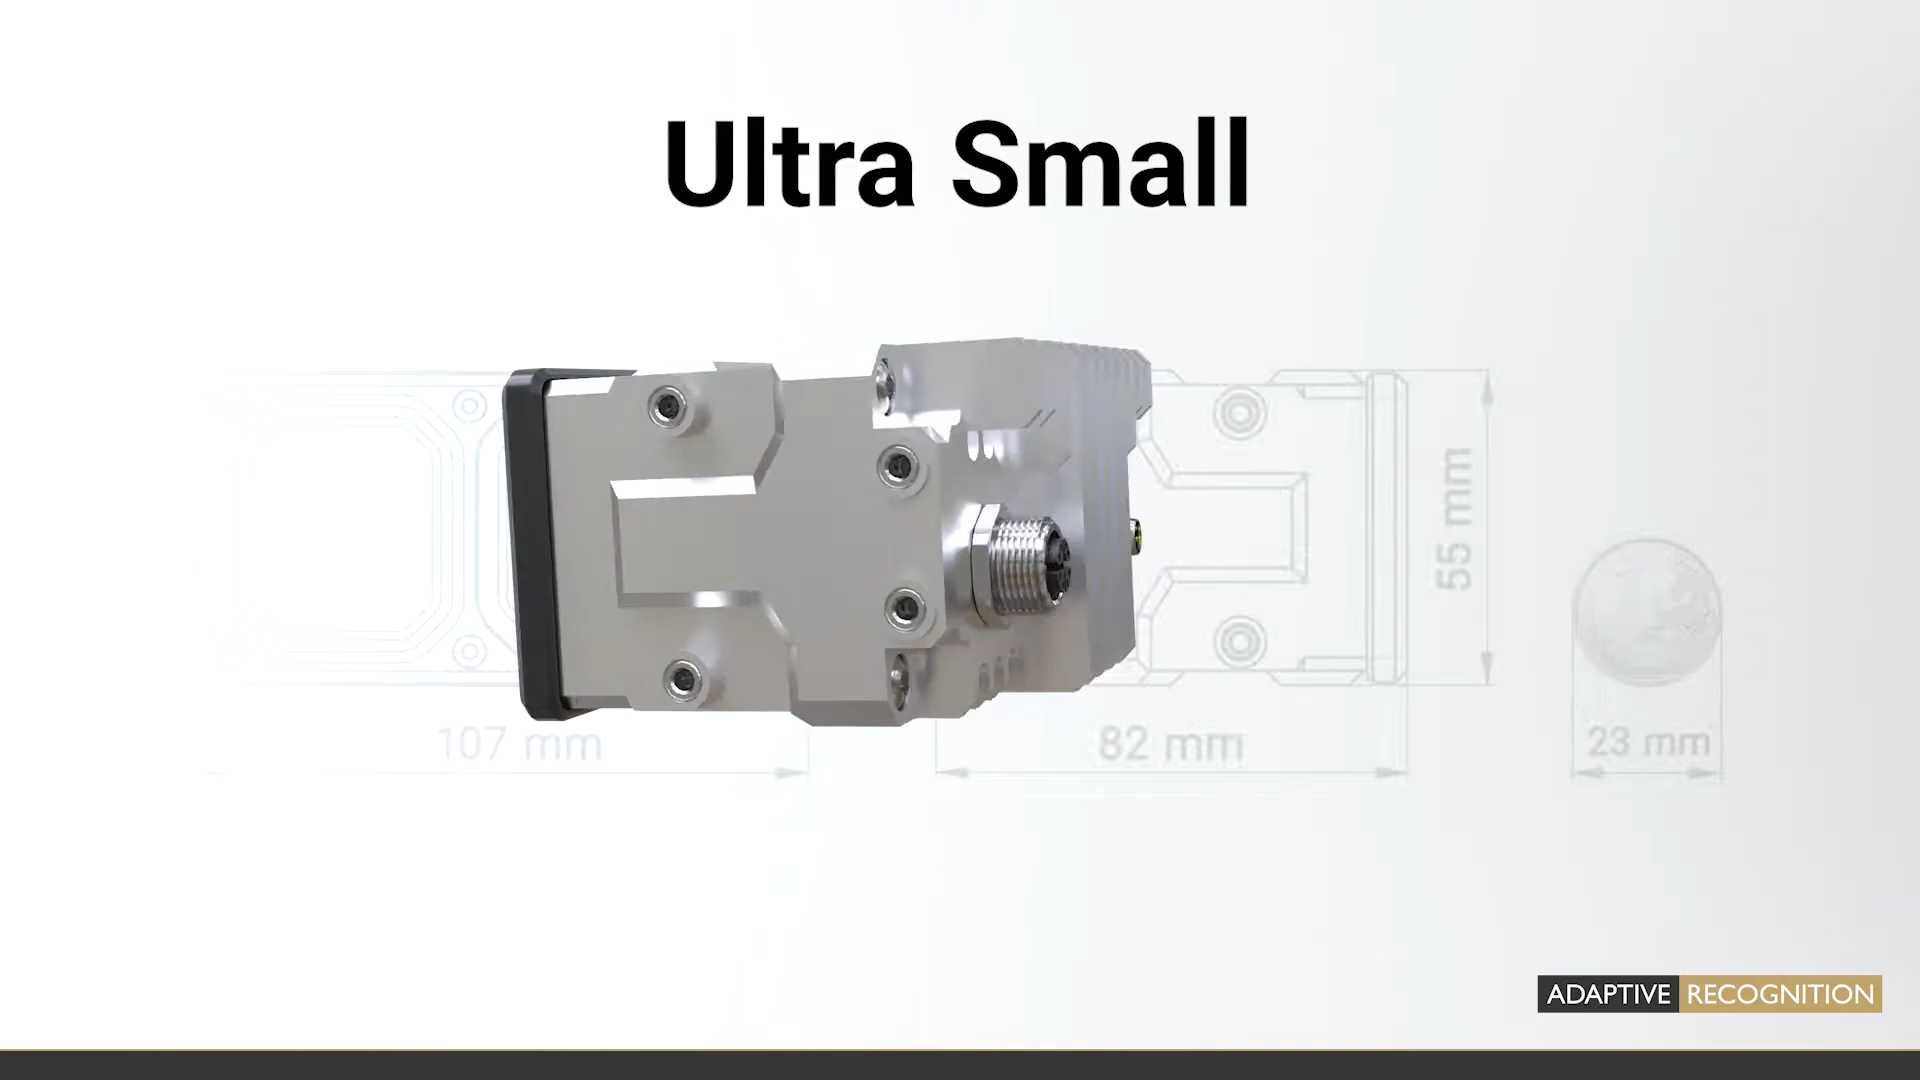 Ultra Small
55 mm
107 mm
82 mm
23 mm
ADAPTIVE RECOGNITION